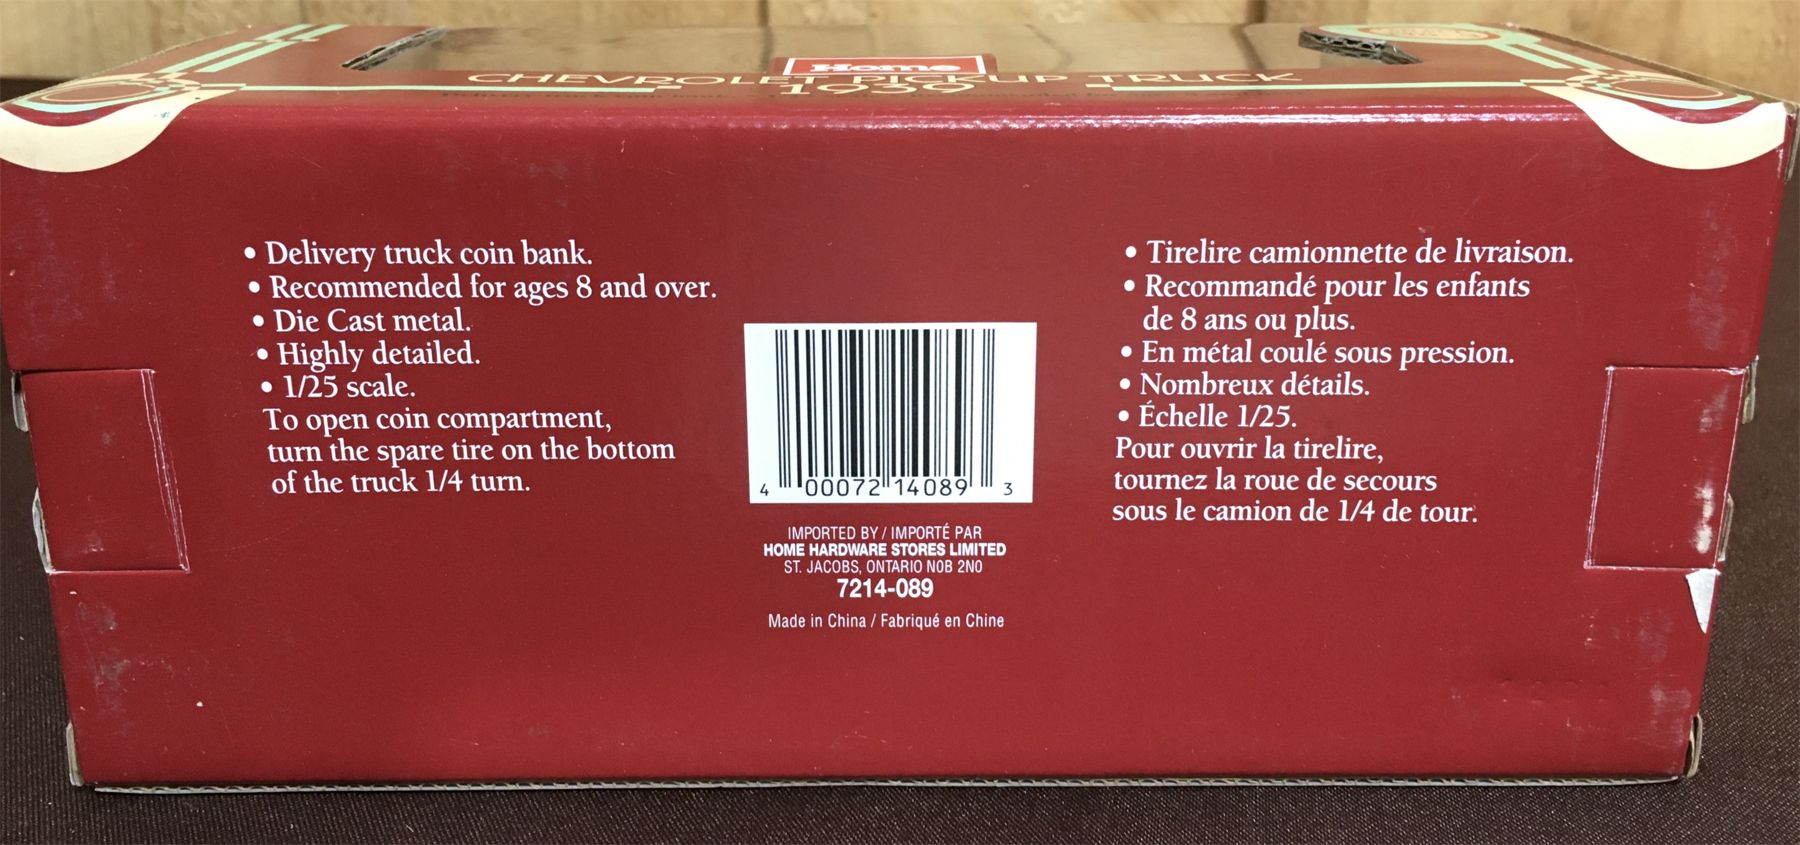 Home
CHEVROLET PICKUP TRUCK
1939
• Delivery truck coin bank.
• Recommended for ages 8 and over.
• Die Cast metal.
• Highly detailed.
• 1/25 scale.
To open coin compartment,
turn the spare tire on the bottom
of the truck 1/4 turn.
4 00072 14089 3
IMPORTED BY / IMPORTÉ PAR
HOME HARDWARE STORES LIMITED
ST. JACOBS, ONTARIO N0B 2N0
7214-089
Made in China / Fabriqué en Chine
• Tirelire camionnette de livraison.
• Recommandé pour les enfants
de 8 ans ou plus.
• En métal coulé sous pression.
• Nombreux détails.
• Échelle 1/25.
Pour ouvrir la tirelire,
tournez la roue de secours
sous le camion de 1/4 de tour.